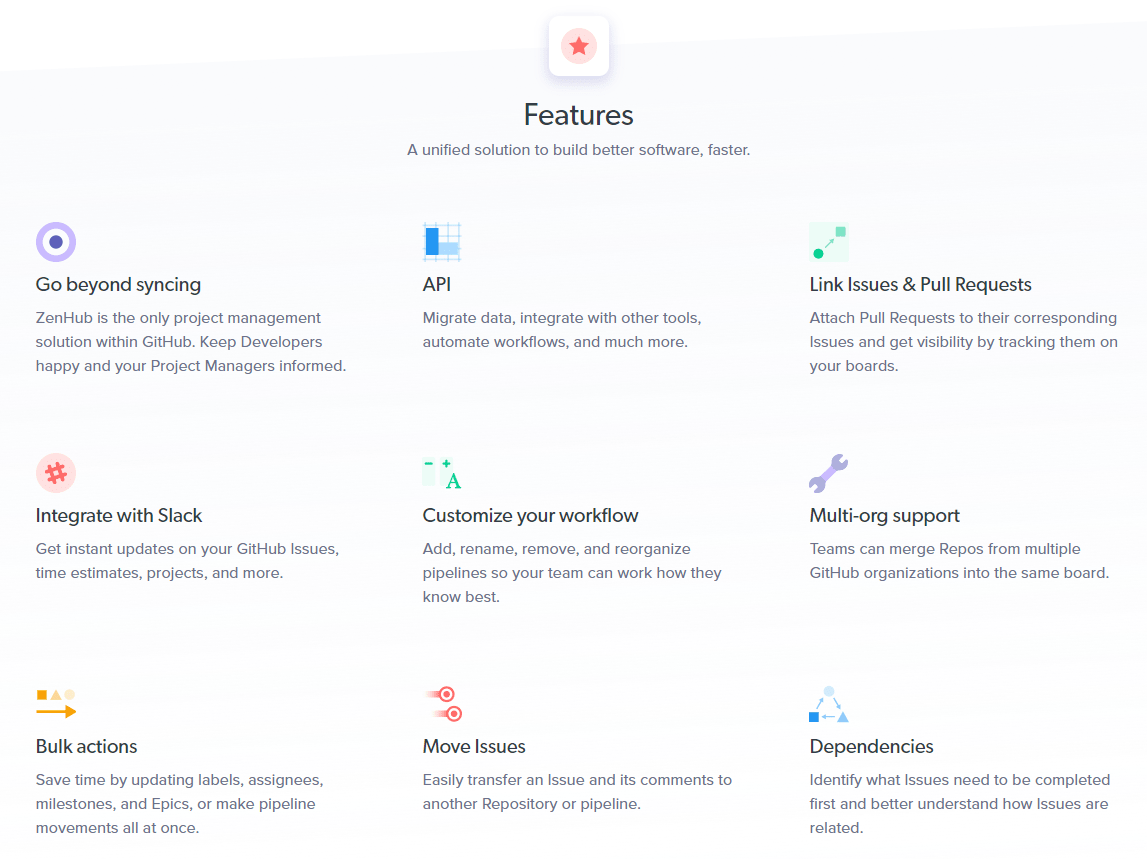 Features
A unified solution to build better software, faster.
Go beyond syncing
ZenHub is the only project management
solution within GitHub. Keep Developers
happy and your Project Managers informed.
API
Migrate data, integrate with other tools,
automate workflows, and much more.
Link Issues & Pull Requests
Attach Pull Requests to their corresponding
Issues and get visibility by tracking them on
your boards.
Integrate with Slack
Get instant updates on your GitHub Issues,
time estimates, projects, and more.
A
Customize your workflow
Add, rename, remove, and reorganize
pipelines so your team can work how they
know best.
Multi-org support
Teams can merge Repos from multiple
GitHub organizations into the same board.
Bulk actions
Save time by updating labels, assignees,
milestones, and Epics, or make pipeline
movements all at once.
Move Issues
Easily transfer an Issue and its comments to
another Repository or pipeline.
Dependencies
Identify what Issues need to be completed
first and better understand how Issues are
related.